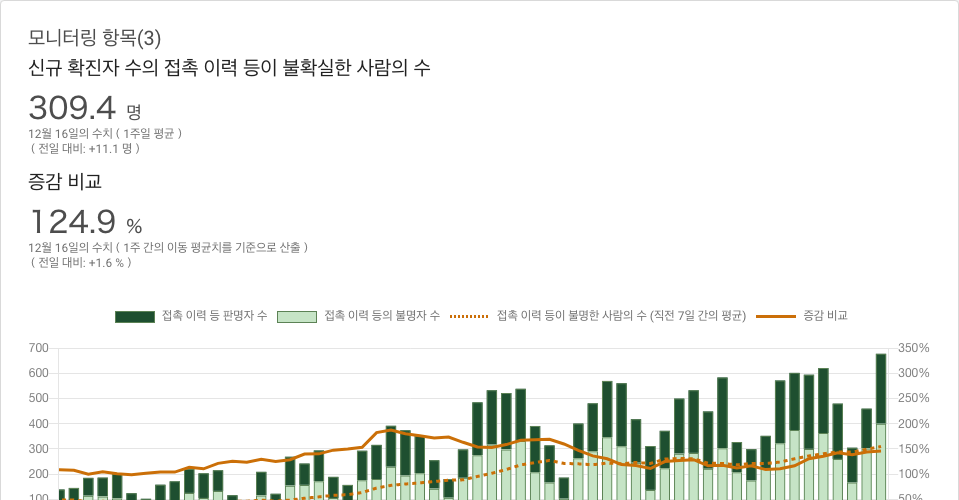 모니터링 항목(3)
신규 확진자 수의 접촉 이력 등이 불확실한 사람의 수
309.4 명
12월 16일의 수치 ( 1주일 평균 )
( 전일 대비: +11.1 명 )
증감 비교
124.9 %
12월 16일의 수치 ( 1주 간의 이동 평균치를 기준으로 산출 )
( 전일 대비: +1.6 % )
접촉 이력 등 판명자 수 접촉 이력 등의 불명자 수 접촉 이력 등이 불명한 사람의 수 (직전 7일 간의 평균) 증감 비교
700 350%
600 300%
500 250%
400 200%
300 150%
200 100%
100 50%